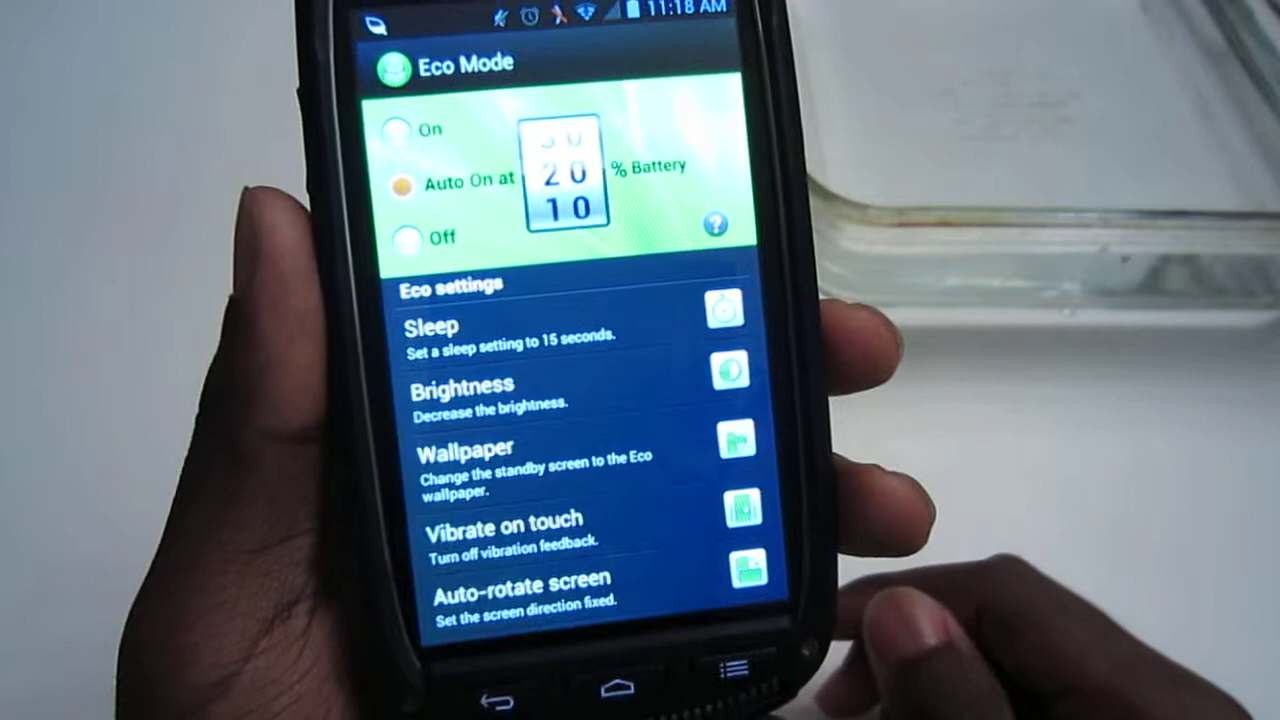 11:18 AM
Eco Mode
On
Auto On at
30
20
10
% Battery
Off
?
Eco settings
Sleep
Set a sleep setting to 15 seconds.
Brightness
Decrease the brightness.
Wallpaper
Change the standby screen to the Eco
wallpaper.
Vibrate on touch
Turn off vibration feedback.
Auto-rotate screen
Set the screen direction fixed.